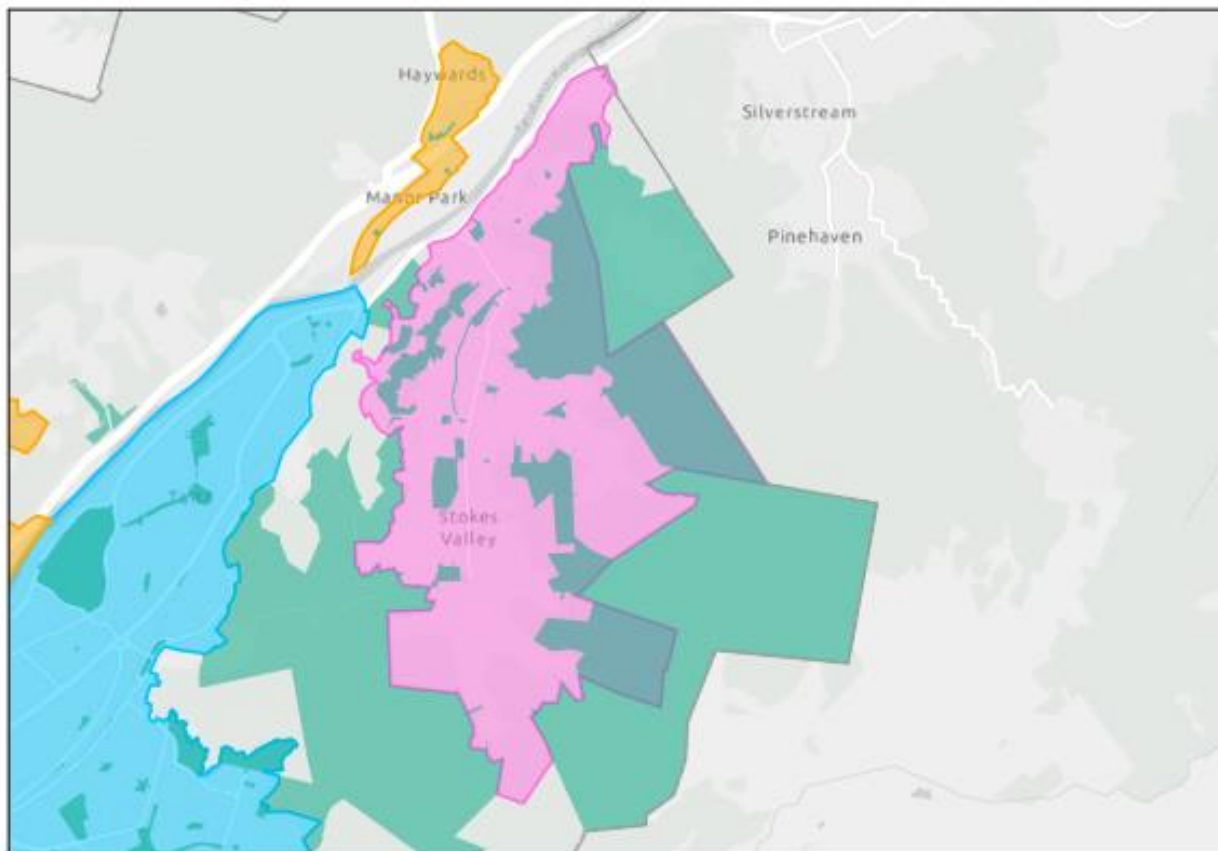 Haywards
Silverstream
Manor Park
Pinehaven
Stokes
Valley